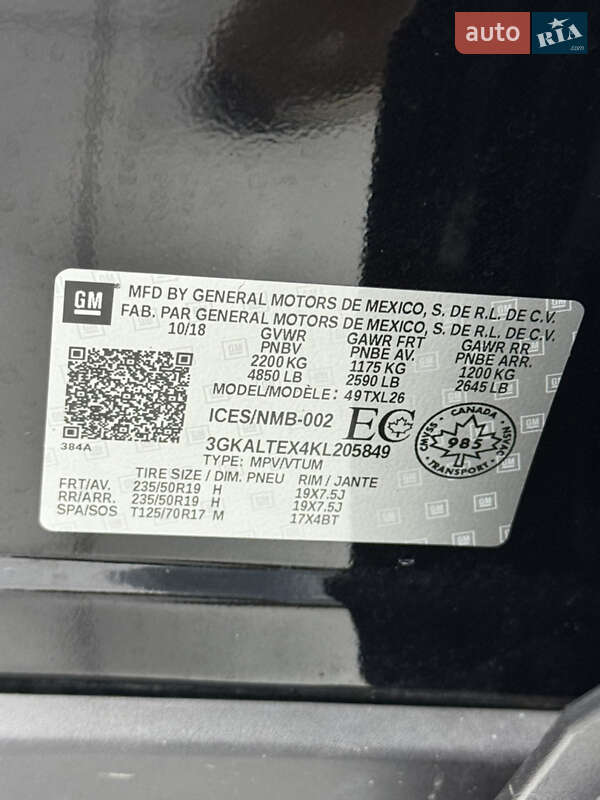 auto RIA.com
GM
MFD BY GENERAL MOTORS DE MEXICO, S. DE R.L. DE C.V.
FAB. PAR GENERAL MOTORS DE MEXICO, S. DE R.L. DE C.V.
10/18 GVWR GAWR FRT GAWR RR
PNBV PNBE AV. PNBE ARR.
2200 KG 1175 KG 1200 KG
4850 LB 2590 LB 2645 LB
MODEL/MODÈLE: 49TXL26
ICES/NMB-002 EC
CANADA
CMVSS 985 NSVAC
TRANSPORT
384A
3GKALTEX4KL205849
TYPE: MPV/VTUM
TIRE SIZE / DIM. PNEU RIM / JANTE
FRT/AV. 235/50R19 H 19X7.5J
RR/ARR. 235/50R19 H 19X7.5J
SPA/SOS T125/70R17 M 17X4BT